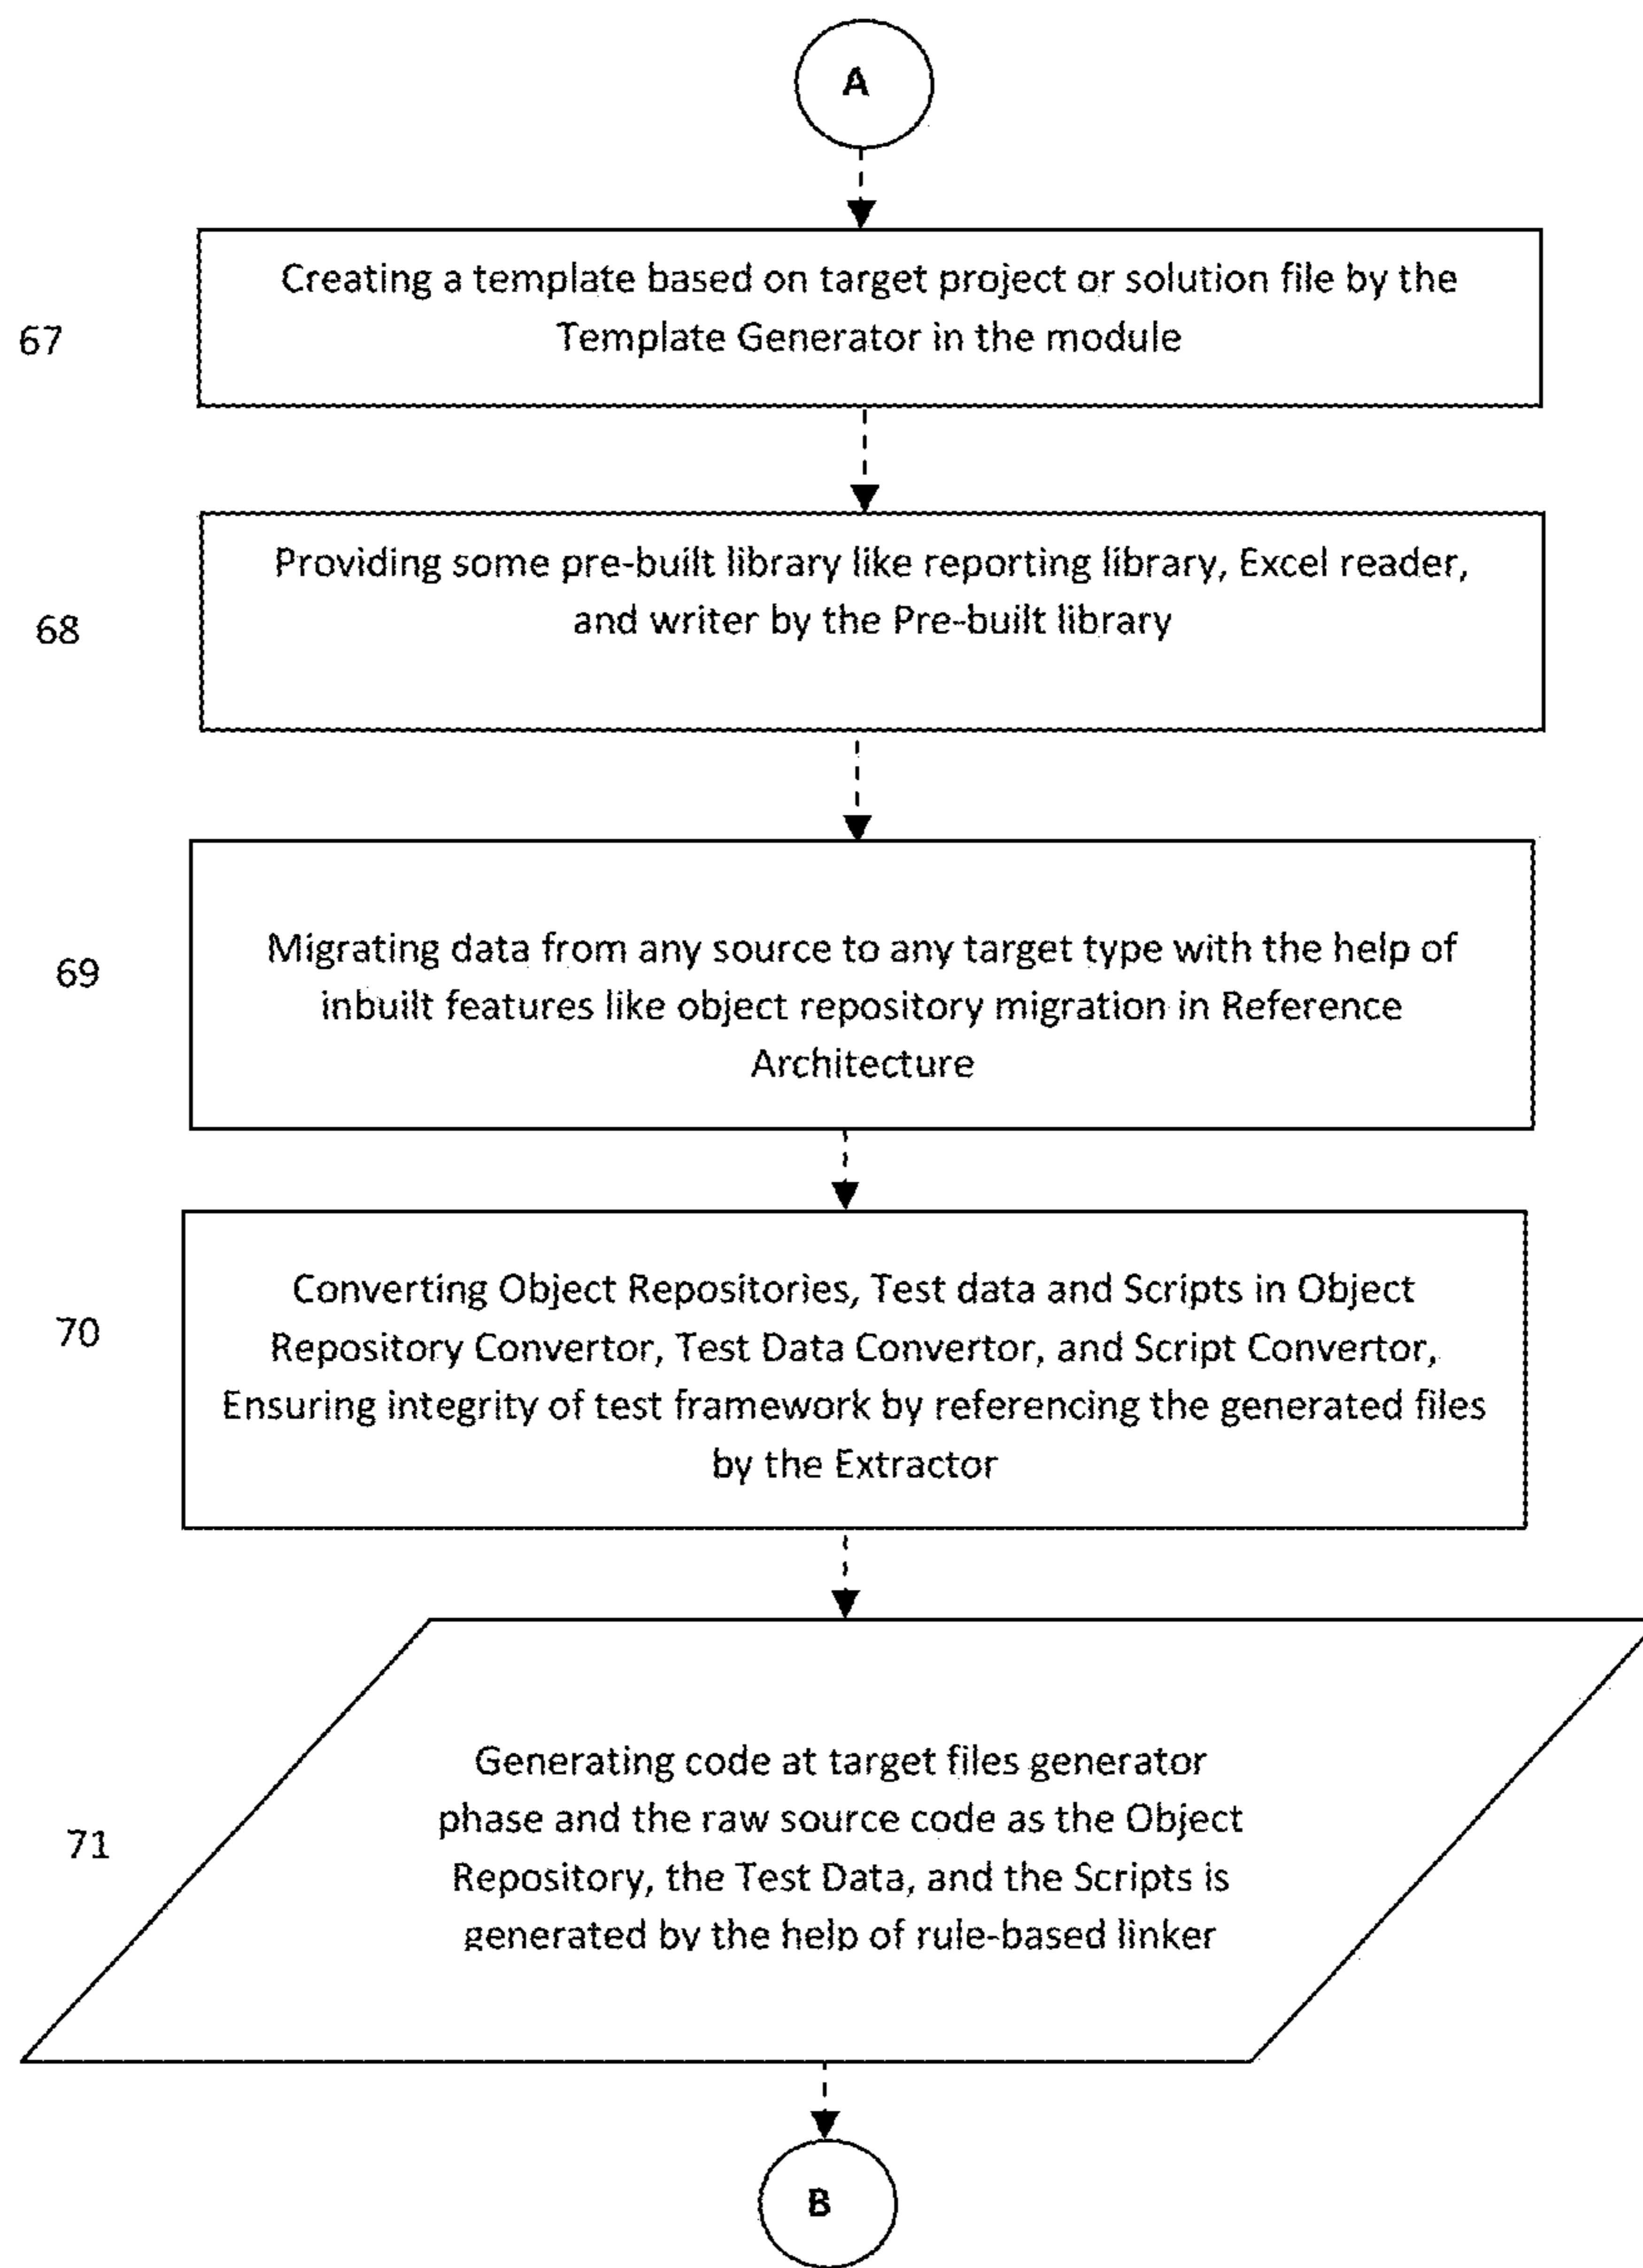 A
Creating a template based on target project or solution file by the
Template Generator in the module
67
Providing some pre-built library like reporting library, Excel reader,
and writer by the Pre-built library
68
Migrating data from any source to any target type with the help of
inbuilt features like object repository migration in Reference
Architecture
69
Converting Object Repositories, Test data and Scripts in Object
Repository Convertor, Test Data Convertor, and Script Convertor,
Ensuring integrity of test framework by referencing the generated files
by the Extractor
70
Generating code at target files generator
phase and the raw source code as the Object
Repository, the Test Data, and the Scripts is
generated by the help of rule-based linker
71
B